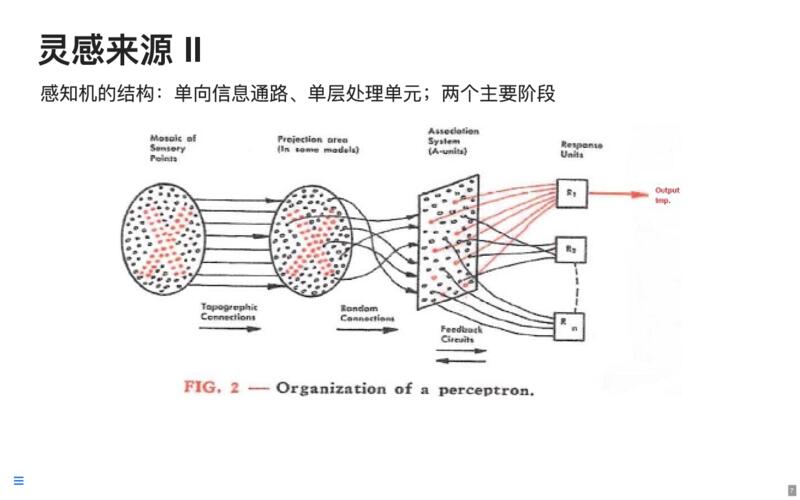 灵感来源 II
感知机的结构：单向信息通路、单层处理单元；两个主要阶段
Mosaic of
Sensory
Points
Projection area
(In some models)
Association
System
(A-units)
Response
Units
R1
Output
Imp.
R2
R n
Topographic
Connections
Random
Connections
Feedback
Circuits
FIG. 2 — Organization of a perceptron.
7